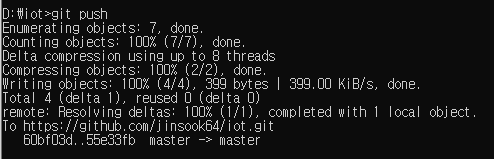 D:\iot>git push
Enumerating objects: 7, done.
Counting objects: 100% (7/7), done.
Delta compression using up to 8 threads
Compressing objects: 100% (2/2), done.
Writing objects: 100% (4/4), 399 bytes | 399.00 KiB/s, done.
Total 4 (delta 1), reused 0 (delta 0)
remote: Resolving deltas: 100% (1/1), completed with 1 local object.
To https://github.com/jinsook64/iot.git
   60bf03d..55e33fb  master -> master